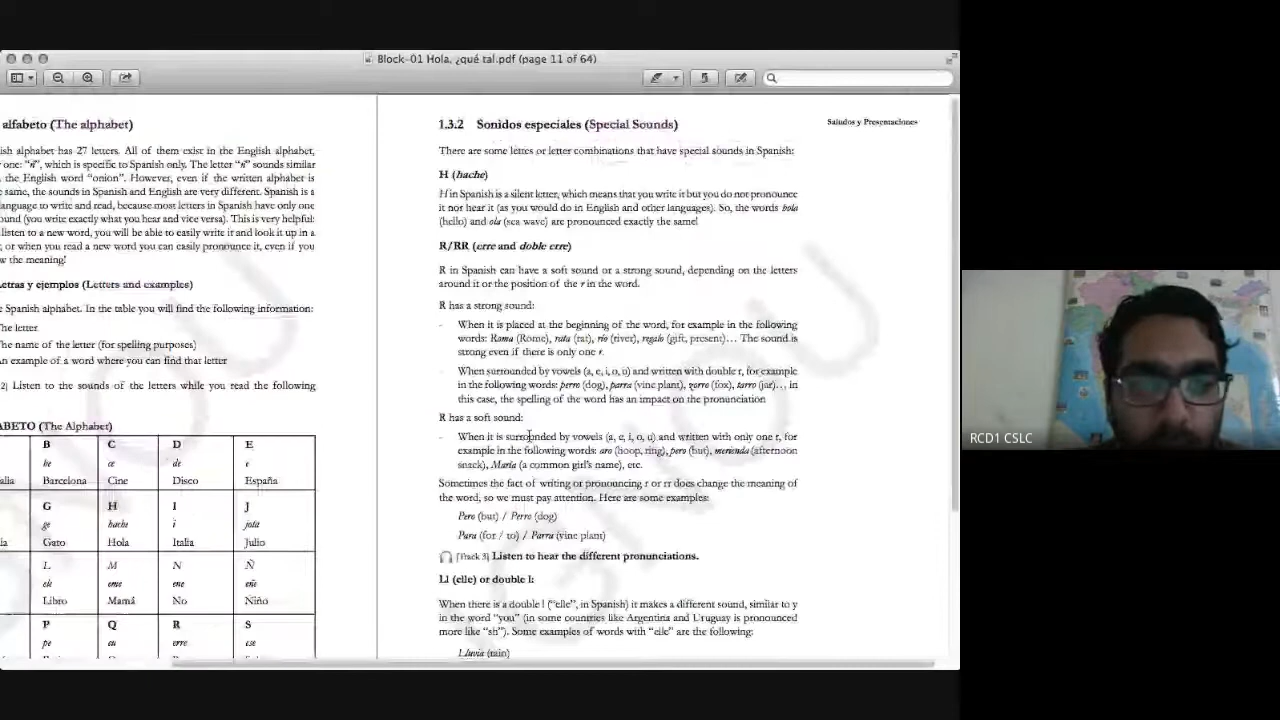 Block-01 Hola, ¿qué tal.pdf (page 11 of 64)
alfabeto (The alphabet)
ish alphabet has 27 letters. All of them exist in the English alphabet,
one: "ñ", which is specific to Spanish only. The letter "ñ" sounds similar
the English word "onion". However, even if the written alphabet is
same, the sounds in Spanish and English are very different. Spanish is a
language to write and read, because most letters in Spanish have only one
ound (you write exactly what you hear and vice versa). This is very helpful:
listen to a new word, you will be able to easily write it and look it up in a
, or when you read a new word you can easily pronounce it, even if you
w the meaning!
etras y ejemplos (Letters and examples)
e Spanish alphabet. In the table you will find the following information:
he letter
he name of the letter (for spelling purposes)
n example of a word where you can find that letter
2] Listen to the sounds of the letters while you read the following
ABETO (The Alphabet)
B C D E
be ce de e
alia Barcelona Cine Disco España
G H I J
ge hache i jota
ia Gato Hola Italia Julio
L M N Ñ
ele eme ene eñe
Libro Mamá No Niño
P Q R S
pe cu erre ese
Saludos y Presentaciones
1.3.2 Sonidos especiales (Special Sounds)
There are some lettes or letter combinations that have special sounds in Spanish:
H (hache)
H in Spanish is a silent letter, which means that you write it but you do not pronounce
it nor hear it (as you would do in English and other languages). So, the words hola
(hello) and ola (sea wave) are pronounced exactly the same!
R/RR (erre and doble erre)
R in Spanish can have a soft sound or a strong sound, depending on the letters
around it or the position of the r in the word.
R has a strong sound:
- When it is placed at the beginning of the word, for example in the following
words: Roma (Rome), rata (rat), río (river), regalo (gift, present)… The sound is
strong even if there is only one r.
- When surrounded by vowels (a, e, i, o, u) and written with double r, for example
in the following words: perro (dog), parra (vine plant), zorro (fox), tarro (jar)… in
this case, the spelling of the word has an impact on the pronunciation
R has a soft sound:
- When it is surrounded by vowels (a, e, i, o, u) and written with only one r, for
example in the following words: aro (hoop, ring), pero (but), merienda (afternoon
snack), María (a common girl's name), etc.
Sometimes the fact of writing or pronouncing r or rr does change the meaning of
the word, so we must pay attention. Here are some examples:
Pero (but) / Perro (dog)
Para (for / to) / Parra (vine plant)
[Track 3] Listen to hear the different pronunciations.
Ll (elle) or double l:
When there is a double l ("elle", in Spanish) it makes a different sound, similar to y
in the word "you" (in some countries like Argentina and Uruguay is pronounced
more like "sh"). Some examples of words with "elle" are the following:
Lluvia (rain)
RCD1 CSLC